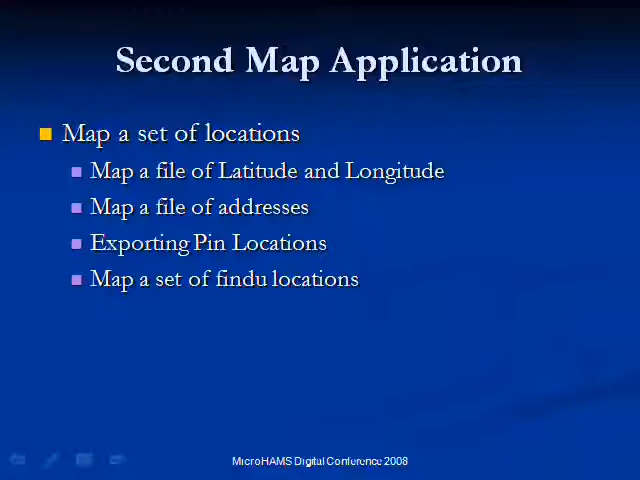 Second Map Application
Map a set of locations
Map a file of Latitude and Longitude
Map a file of addresses
Exporting Pin Locations
Map a set of findu locations
MicroHAMS Digital Conference 2008